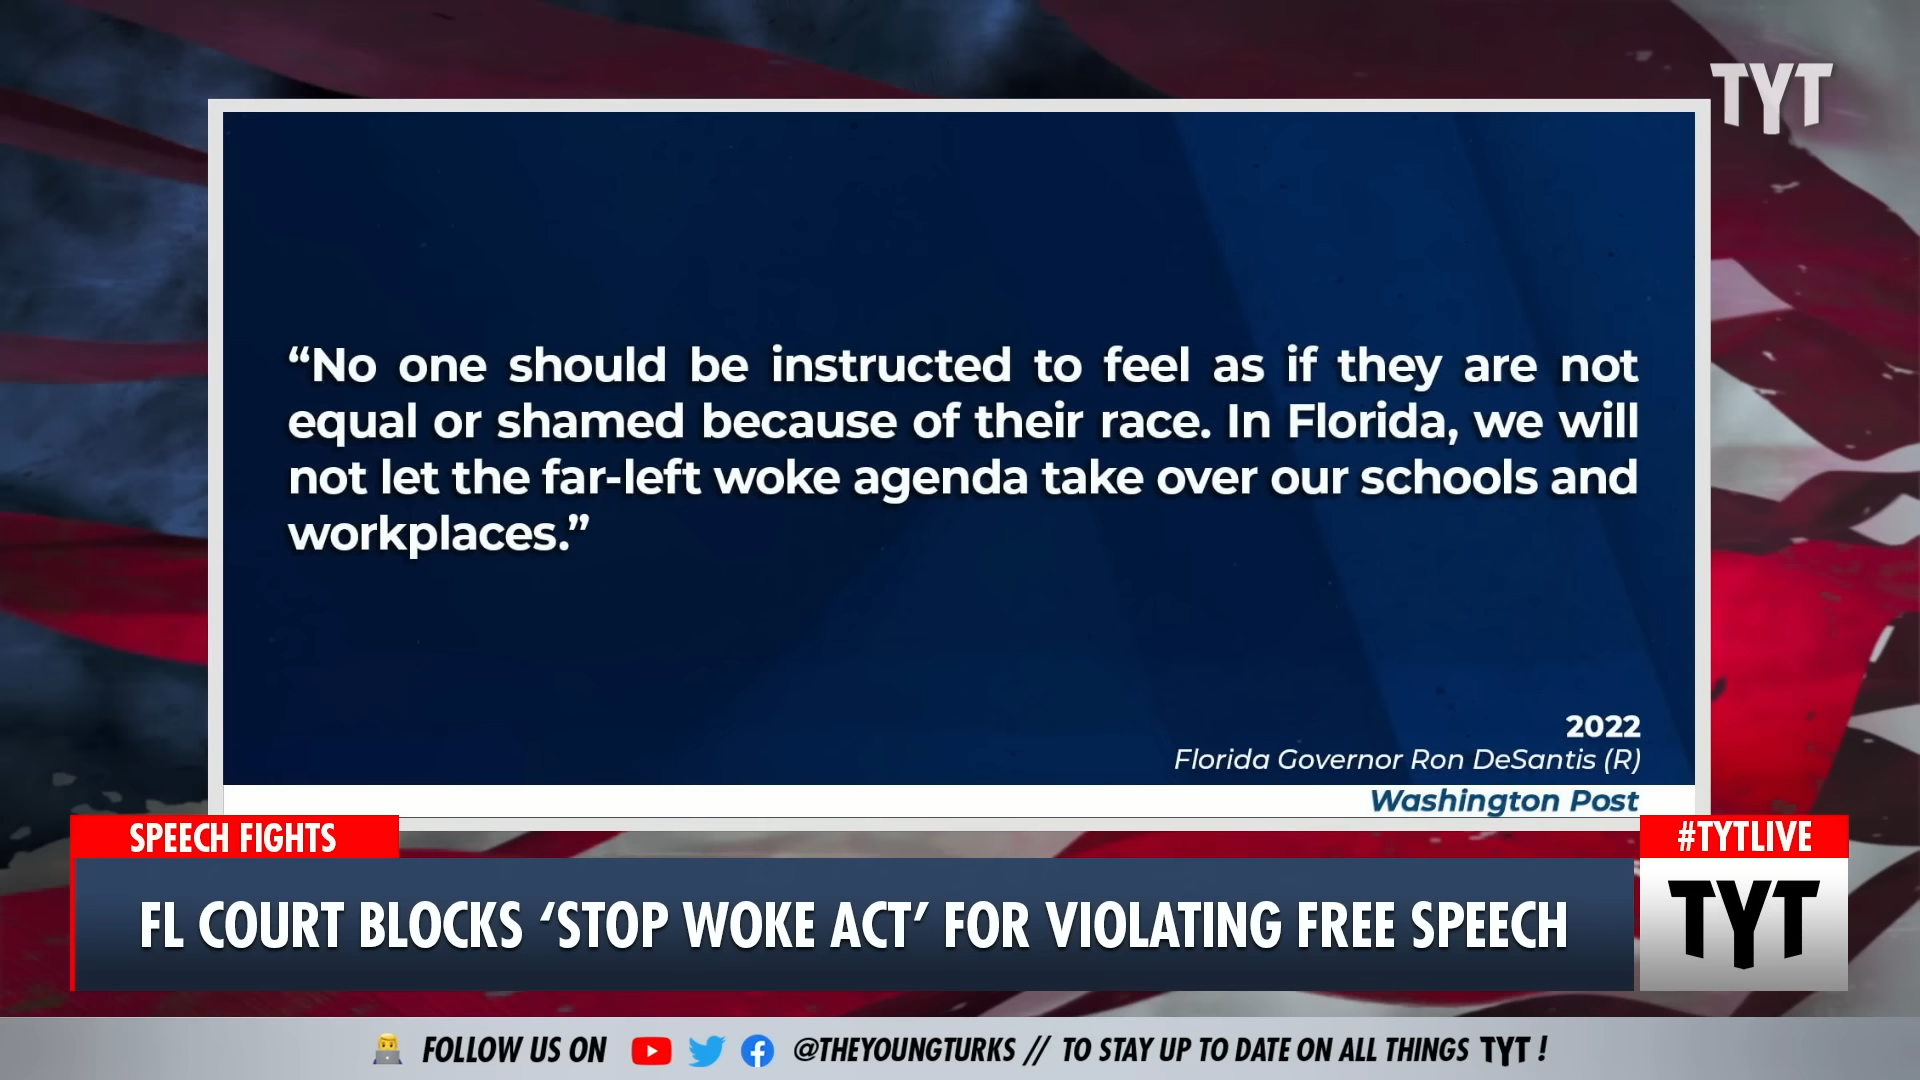 TYT
“No one should be instructed to feel as if they are not
equal or shamed because of their race. In Florida, we will
not let the far-left woke agenda take over our schools and
workplaces.”
2022
Florida Governor Ron DeSantis (R)
Washington Post
SPEECH FIGHTS
#TYTLIVE
FL COURT BLOCKS ‘STOP WOKE ACT’ FOR VIOLATING FREE SPEECH
TYT
FOLLOW US ON @THEYOUNGTURKS // TO STAY UP TO DATE ON ALL THINGS TYT !